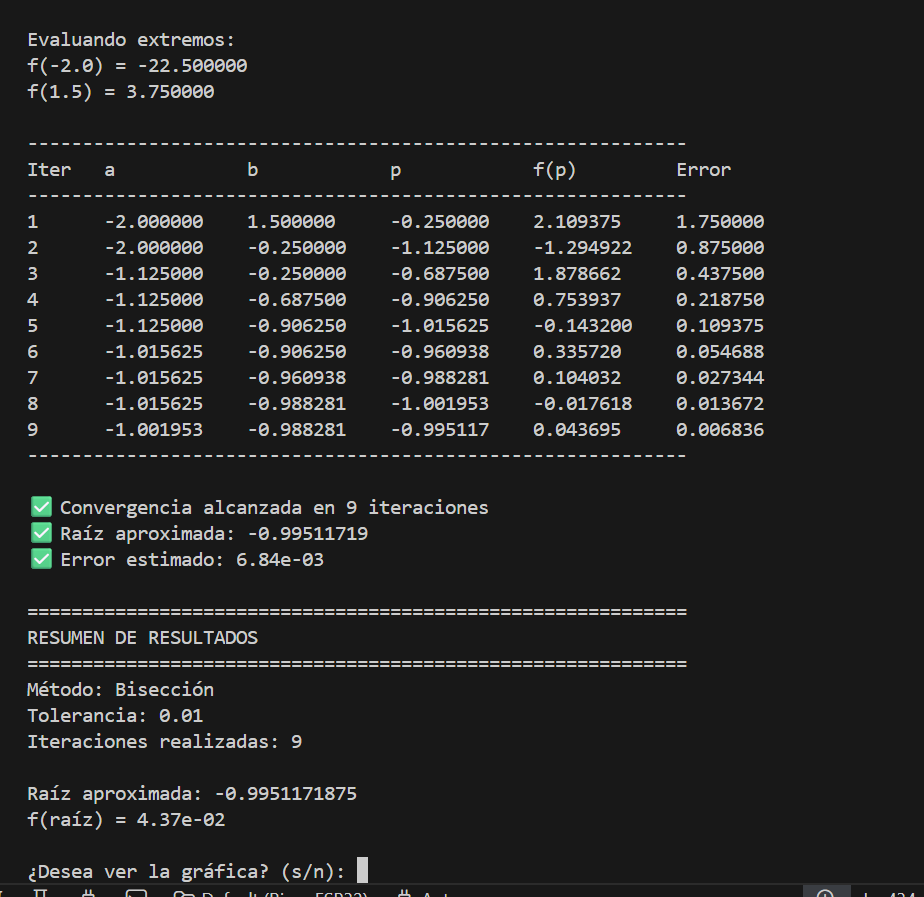 Evaluando extremos:
f(-2.0) = -22.500000
f(1.5) = 3.750000
------------------------------------------------------------
Iter a b p f(p) Error
------------------------------------------------------------
1 -2.000000 1.500000 -0.250000 2.109375 1.750000
2 -2.000000 -0.250000 -1.125000 -1.294922 0.875000
3 -1.125000 -0.250000 -0.687500 1.878662 0.437500
4 -1.125000 -0.687500 -0.906250 0.753937 0.218750
5 -1.125000 -0.906250 -1.015625 -0.143200 0.109375
6 -1.015625 -0.906250 -0.960938 0.335720 0.054688
7 -1.015625 -0.960938 -0.988281 0.104032 0.027344
8 -1.015625 -0.988281 -1.001953 -0.017618 0.013672
9 -1.001953 -0.988281 -0.995117 0.043695 0.006836
------------------------------------------------------------
✅ Convergencia alcanzada en 9 iteraciones
✅ Raíz aproximada: -0.99511719
✅ Error estimado: 6.84e-03
============================================================
RESUMEN DE RESULTADOS
============================================================
Método: Bisección
Tolerancia: 0.01
Iteraciones realizadas: 9
Raíz aproximada: -0.9951171875
f(raíz) = 4.37e-02
¿Desea ver la gráfica? (s/n):